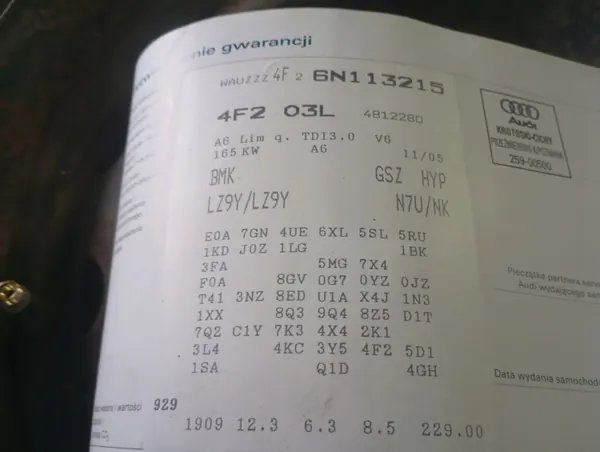 nie gwarancji
WAUZZZ 4F 2 6N113215
4F2 03L 4812280
A6 Lim q. TDI3.0 V6
165 KW A6 11/05
BMK GSZ HYP
LZ9Y/LZ9Y N7U/NK
E0A 7GN 4UE 6XL 5SL 5RU
1KD J0Z 1LG 1BK
3FA 5MG 7X4
F0A 8GV 0G7 0YZ 0JZ
T41 3NZ 8ED U1A X4J 1N3
1XX 8Q3 9Q4 8Z5 D1T
7Q2 C1Y 7K3 4X4 2K1
3L4 4KC 3Y5 4F2 5D1
1SA Q1D 4GH
929
1909 12.3 6.3 8.5 229.00
Audi
KROTOSKI-CICHY
259-00500
Pieczątka partnera
Audi wydającego
Data wydania